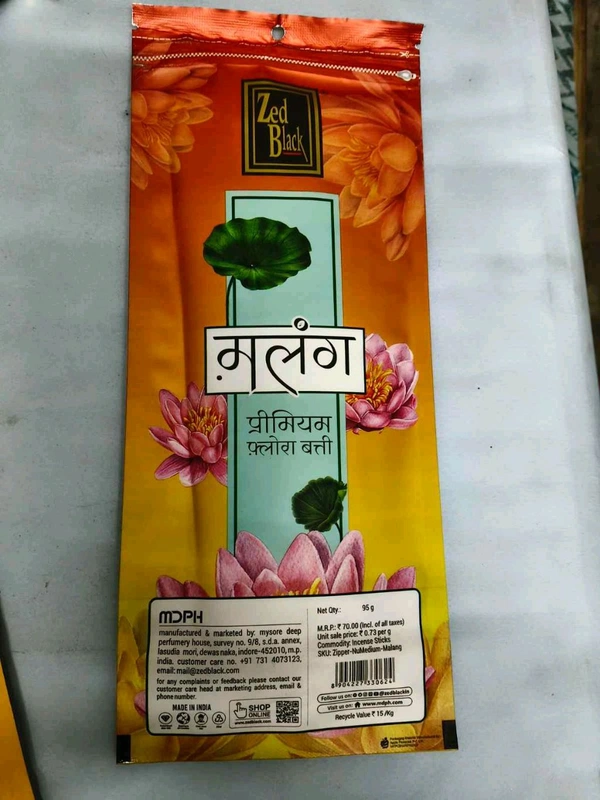 Zed
Black
मलंग
प्रीमियम
फ़्लोरा बत्ती
MDPH
manufactured & marketed by: mysore deep
perfumery house, survey no. 9/8, s.d.a. annex,
lasudia mori, dewas naka, indore-452010, m.p.
india. customer care no. +91 731 4073123,
email: mail@zedblack.com
for any complaints or feedback please contact our
customer care head at marketing address, email &
phone number.
MADE IN INDIA
SHOP
ONLINE
www.zedblack.com
Net Qty.: 95 g
M.R.P.: ₹ 70.00 (Incl. of all taxes)
Unit sale price: ₹ 0.73 per g
Commodity: Incense Sticks
SKU: Zipper-NuMedium-Malang
8904227330624
Follow us on: @zedblackin
Visit us on: www.mdph.com
Recycle Value ₹ 15 /Kg